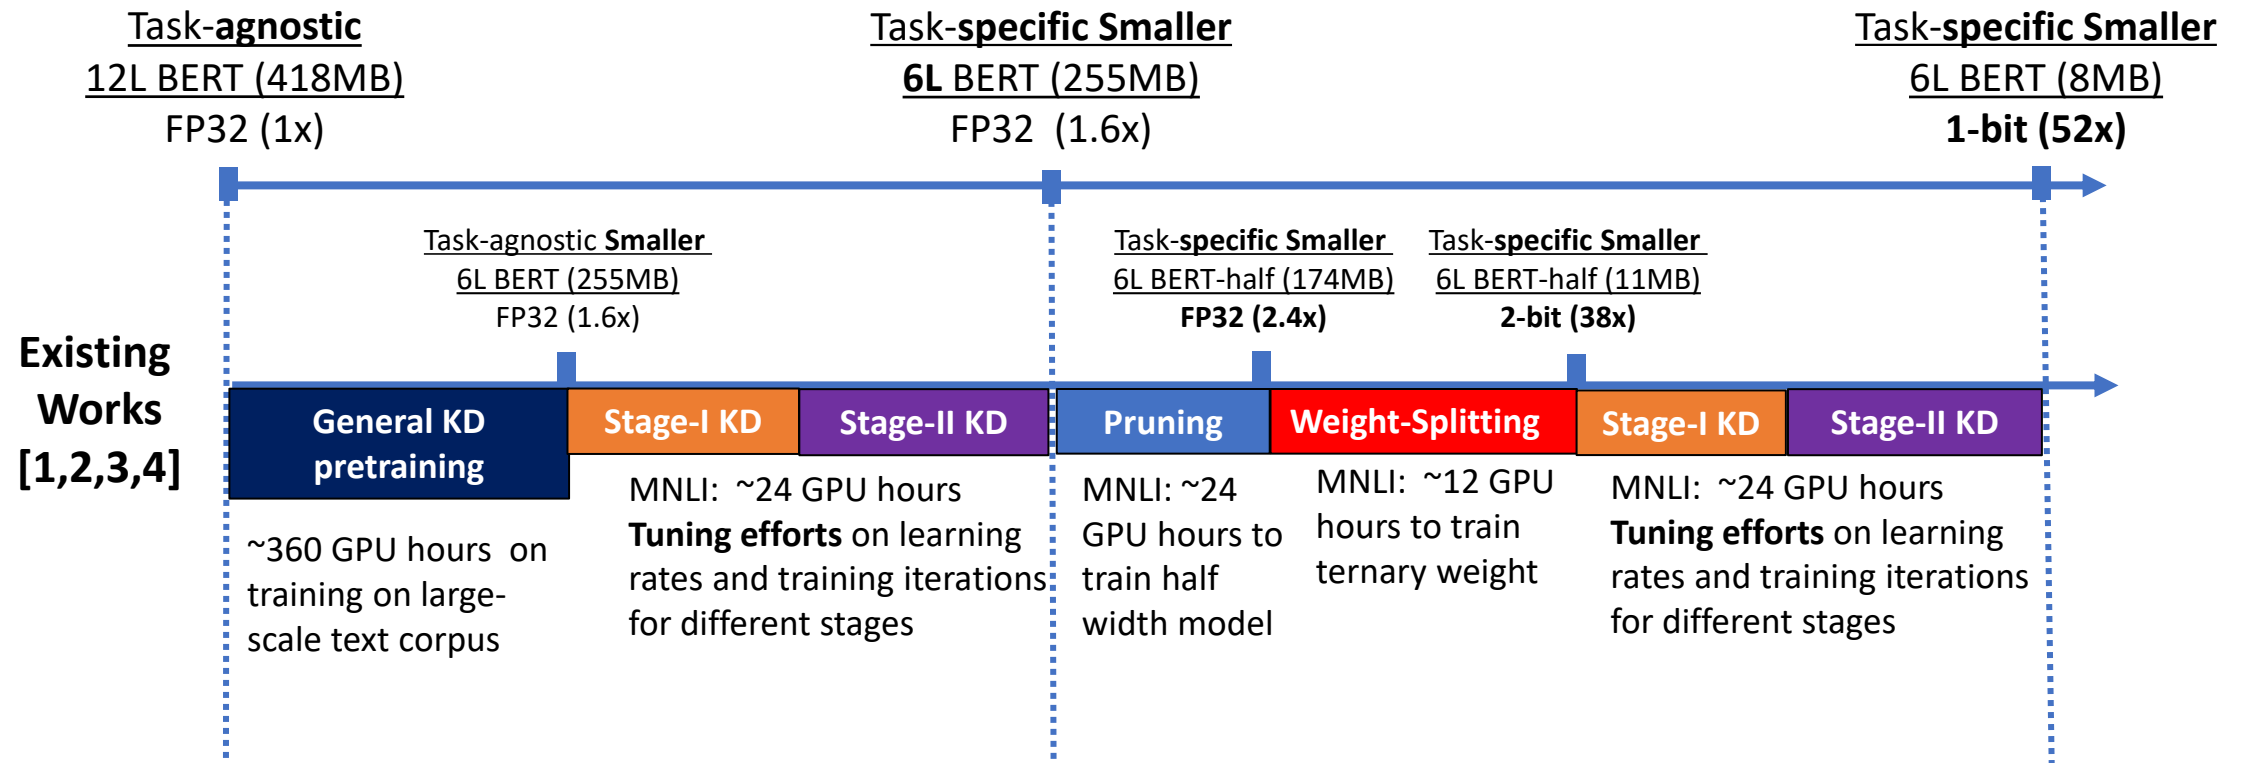 Task-agnostic
12L BERT (418MB)
FP32 (1x)
Task-specific Smaller
6L BERT (255MB)
FP32 (1.6x)
Task-specific Smaller
6L BERT (8MB)
1-bit (52x)
Task-agnostic Smaller
6L BERT (255MB)
FP32 (1.6x)
Task-specific Smaller
6L BERT-half (174MB)
FP32 (2.4x)
Task-specific Smaller
6L BERT-half (11MB)
2-bit (38x)
Existing
Works
[1,2,3,4]
General KD
pretraining
Stage-I KD
Stage-II KD
Pruning
Weight-Splitting
Stage-I KD
Stage-II KD
~360 GPU hours on
training on large-
scale text corpus
MNLI: ~24 GPU hours
Tuning efforts on learning
rates and training iterations
for different stages
MNLI: ~24
GPU hours to
train half
width model
MNLI: ~12 GPU
hours to train
ternary weight
MNLI: ~24 GPU hours
Tuning efforts on learning
rates and training iterations
for different stages